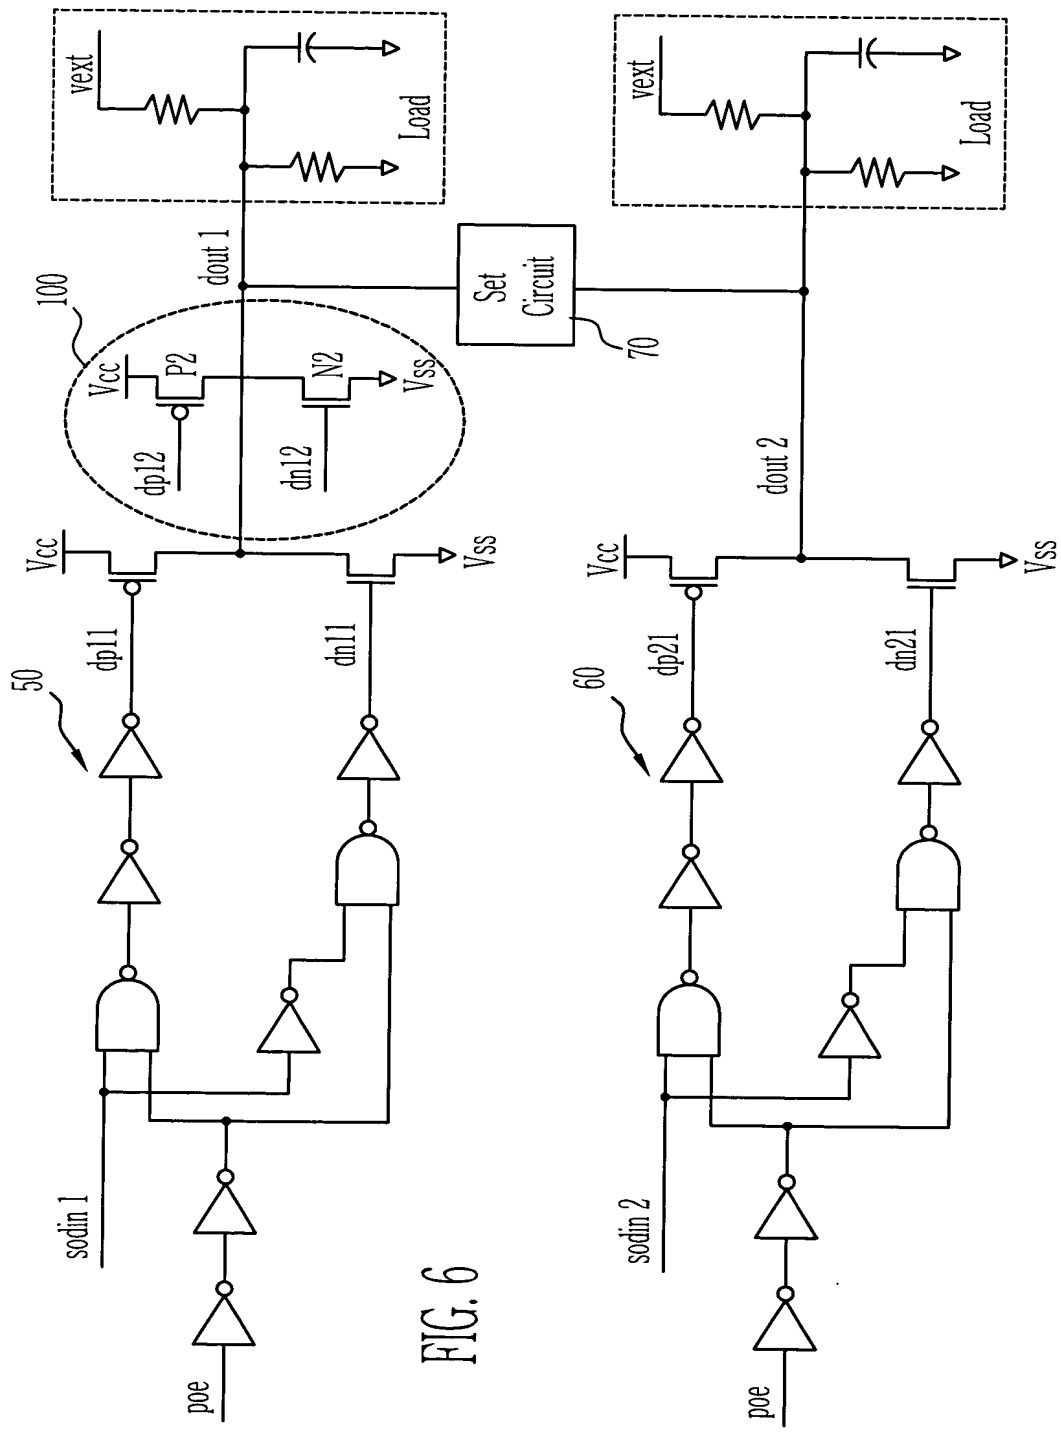 vext
Load
dout 1
100
Vcc
P2
N2
Vss
dp12
dn12
Vcc
Vss
dp11
dn11
50
sodin 1
poe
Set
Circuit
70
vext
Load
dout 2
Vcc
Vss
dp21
dn21
60
sodin 2
poe
FIG. 6